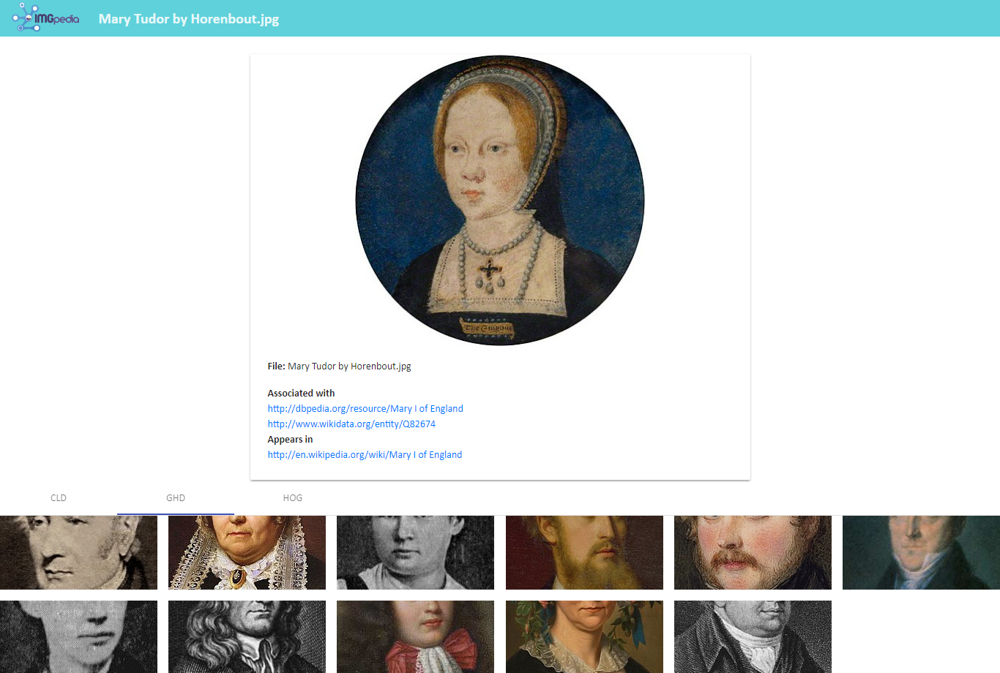 IMGpedia
Mary Tudor by Horenbout.jpg
The Empour
File: Mary Tudor by Horenbout.jpg
Associated with
http://dbpedia.org/resource/Mary I of England
http://www.wikidata.org/entity/Q82674
Appears in
http://en.wikipedia.org/wiki/Mary I of England
CLD
GHD
HOG